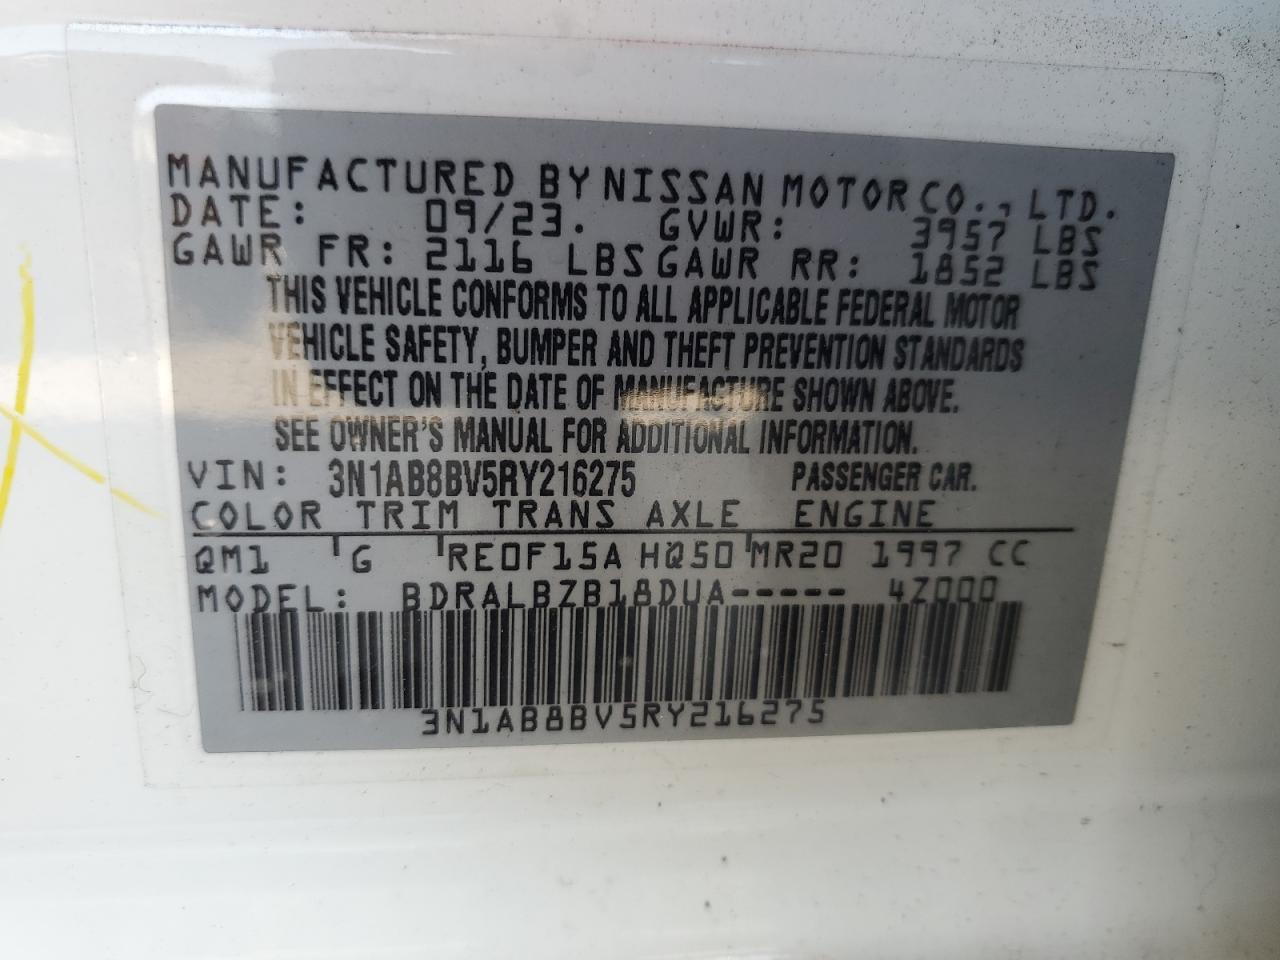 MANUFACTURED BY NISSAN MOTOR CO., LTD.
DATE: 09/23. GVWR: 3957 LBS
GAWR FR: 2116 LBS GAWR RR: 1852 LBS
THIS VEHICLE CONFORMS TO ALL APPLICABLE FEDERAL MOTOR
VEHICLE SAFETY, BUMPER AND THEFT PREVENTION STANDARDS
IN EFFECT ON THE DATE OF MANUFACTURE SHOWN ABOVE.
SEE OWNER'S MANUAL FOR ADDITIONAL INFORMATION.
VIN: 3N1AB8BV5RY216275 PASSENGER CAR.
COLOR TRIM TRANS AXLE ENGINE
QM1 G RE0F15A HQ50 MR20 1997 CC
MODEL: BDRALBZB18DUA----- 4Z000
3N1AB8BV5RY216275